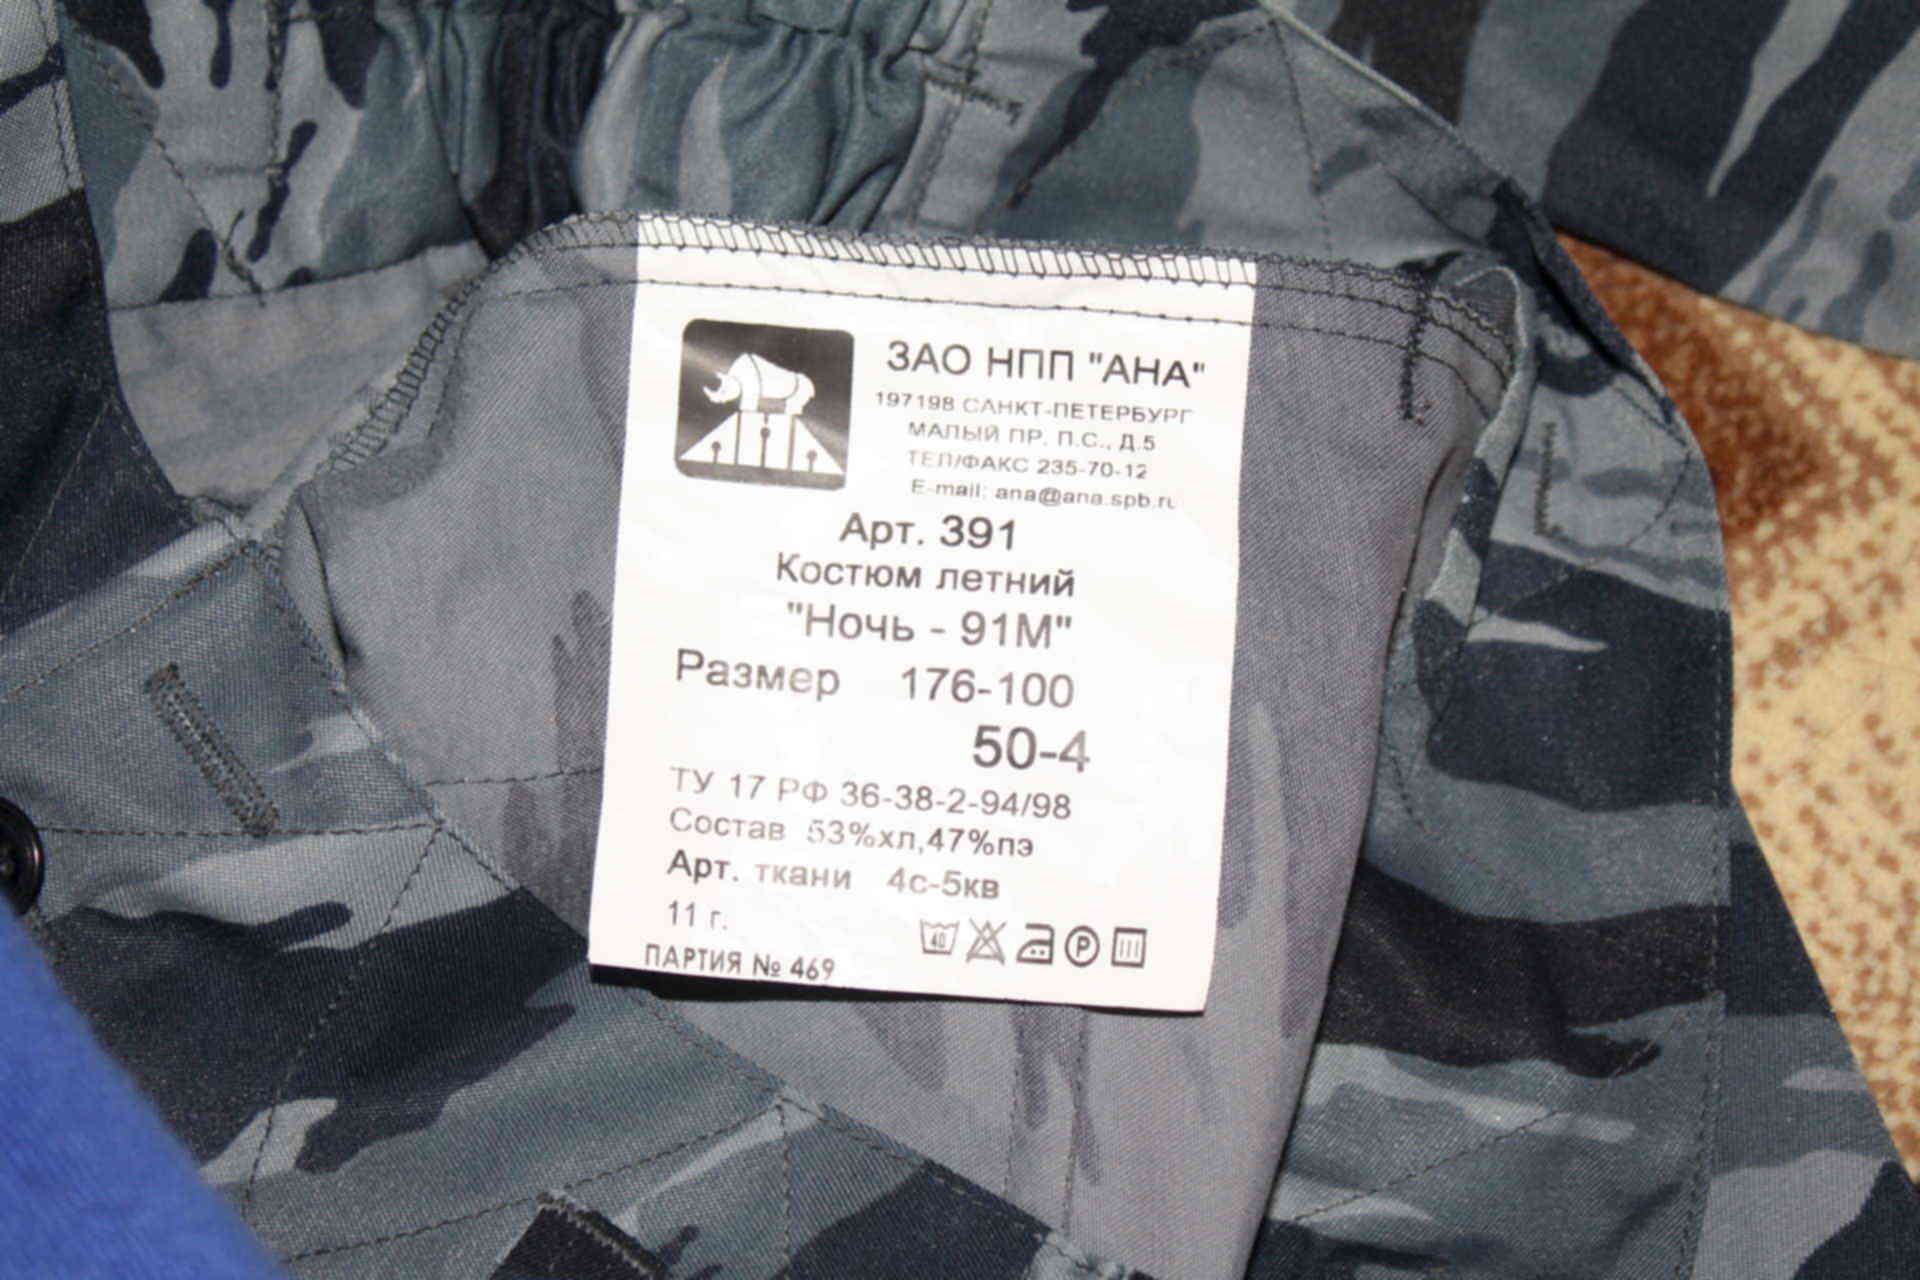 ЗАО НПП "АНА"
197198 САНКТ-ПЕТЕРБУРГ
МАЛЫЙ ПР. П.С., Д.5
ТЕЛ/ФАКС 235-70-12
E-mail: ana@ana.spb.ru
Арт. 391
Костюм летний
"Ночь - 91М"
Размер 176-100
50-4
ТУ 17 РФ 36-38-2-94/98
Состав 53%хл,47%пэ
Арт. ткани 4с-5кв
11 г.
40 P
ПАРТИЯ № 469